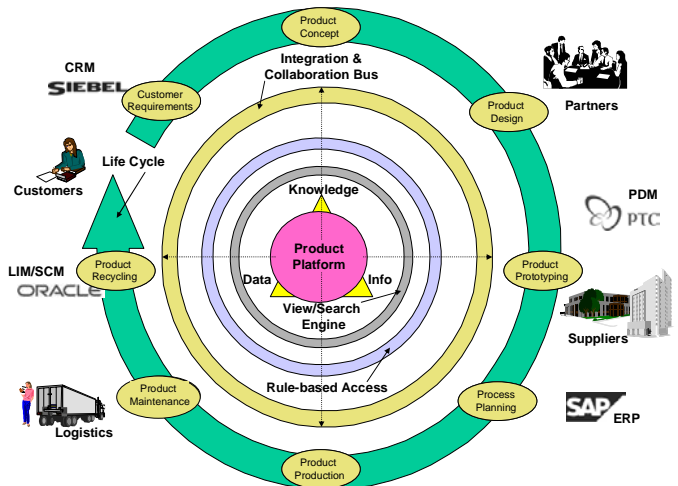 Product
Concept
Integration &
Collaboration Bus
CRM
SIEBEL
Customer
Requirements
Partners
Product
Design
Life Cycle
Customers
Knowledge
PDM
PTC
Product
Platform
Product
Recycling
Product
Prototyping
LIM/SCM
ORACLE
Data
Info
View/Search
Engine
Suppliers
Rule-based Access
Product
Maintenance
Process
Planning
SAP
ERP
Logistics
Product
Production